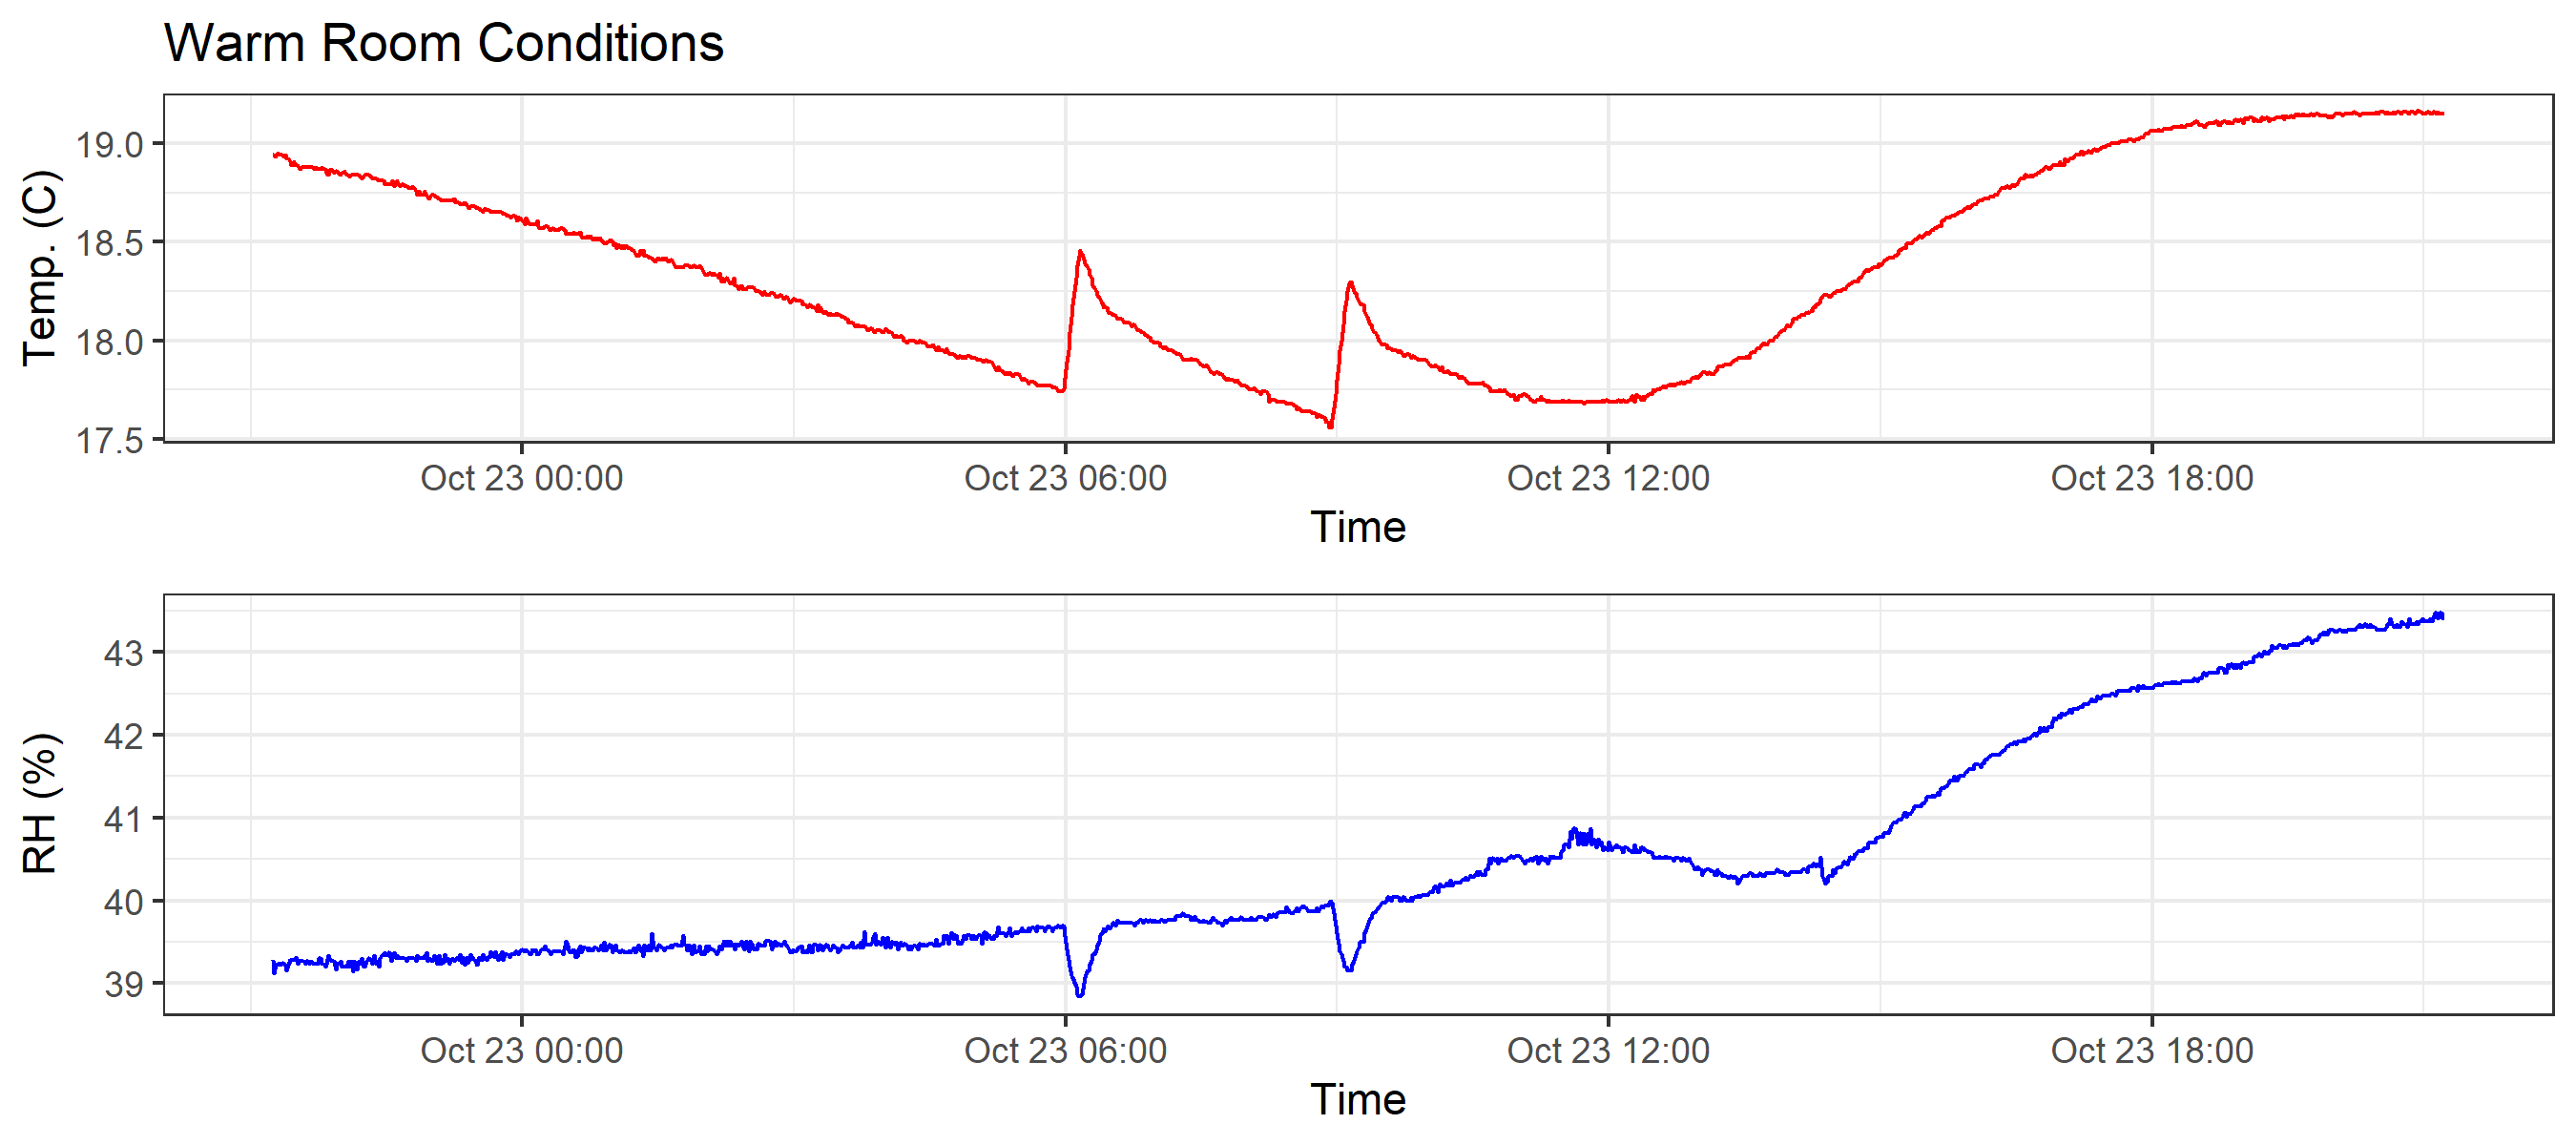 Warm Room Conditions
Temp. (C)
19.0
18.5
18.0
17.5
Oct 23 00:00 Oct 23 06:00 Oct 23 12:00 Oct 23 18:00
Time
RH (%)
43
42
41
40
39
Oct 23 00:00 Oct 23 06:00 Oct 23 12:00 Oct 23 18:00
Time